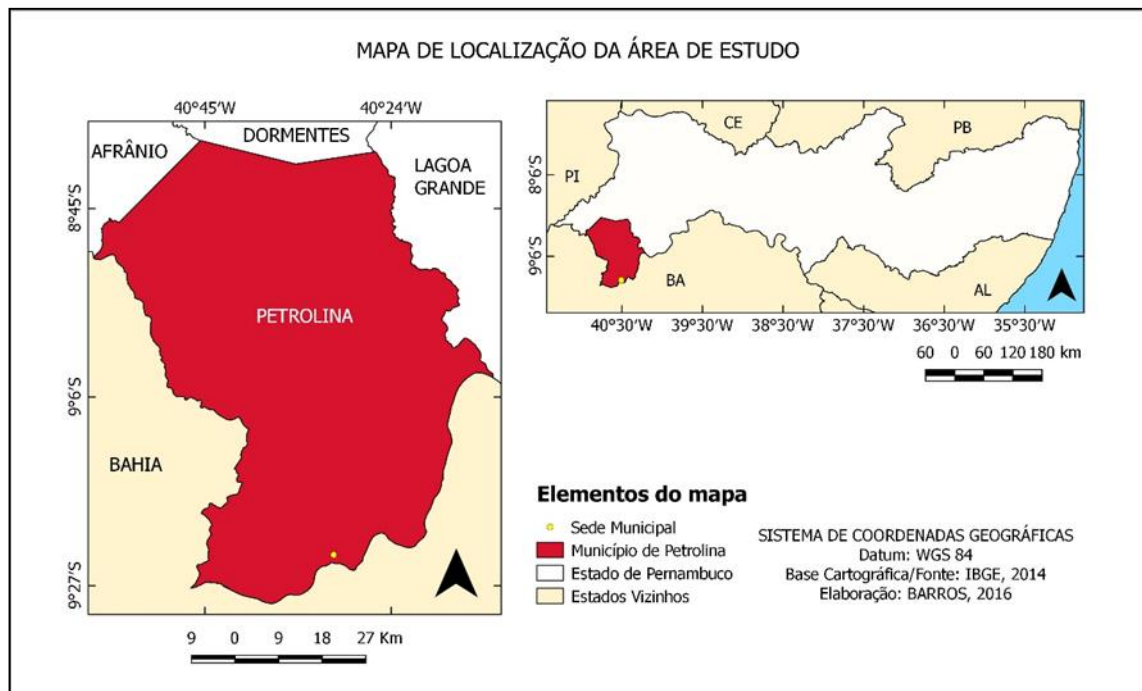 MAPA DE LOCALIZAÇÃO DA ÁREA DE ESTUDO
40°45'W 40°24'W
AFRÂNIO
DORMENTES
LAGOA
GRANDE
8°45'S
PETROLINA
9°6'S
BAHIA
9°27'S
9 0 9 18 27 Km
CE
PB
PI
8°6'S
9°6'S
BA
AL
40°30'W 39°30'W 38°30'W 37°30'W 36°30'W 35°30'W
60 0 60 120 180 km
Elementos do mapa
Sede Municipal
Município de Petrolina
Estado de Pernambuco
Estados Vizinhos
SISTEMA DE COORDENADAS GEOGRÁFICAS
Datum: WGS 84
Base Cartográfica/Fonte: IBGE, 2014
Elaboração: BARROS, 2016